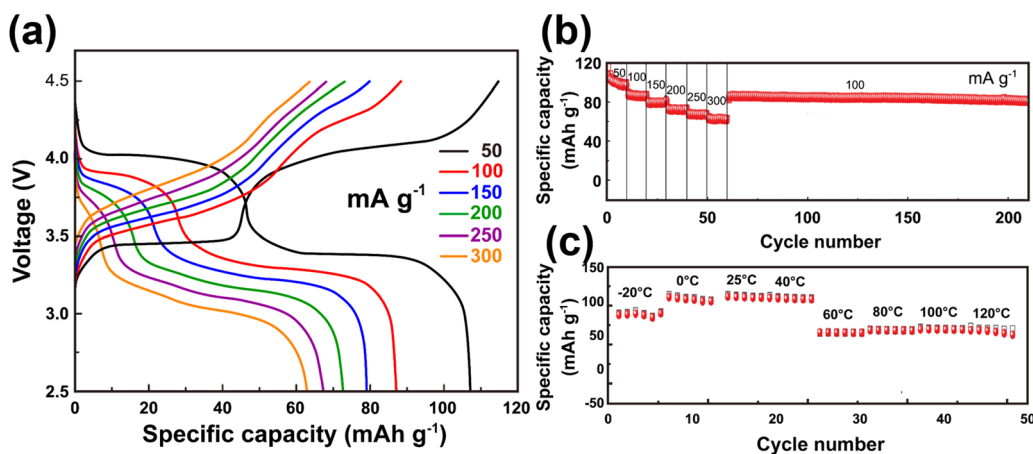 (a)
4.5
4.0
3.5
3.0
2.5
Voltage (V)
0 20 40 60 80 100 120
Specific capacity (mAh g-1)
mA g-1
50
100
150
200
250
300
(b)
120
80
40
0
Specific capacity
(mAh g-1)
50 100 150 200 250 300 100
mA g-1
0 50 100 150 200
Cycle number
(c)
150
100
50
0
-50
Specific capacity
(mAh g-1)
-20°C 0°C 25°C 40°C
60°C 80°C 100°C 120°C
0 10 20 30 40 50
Cycle number